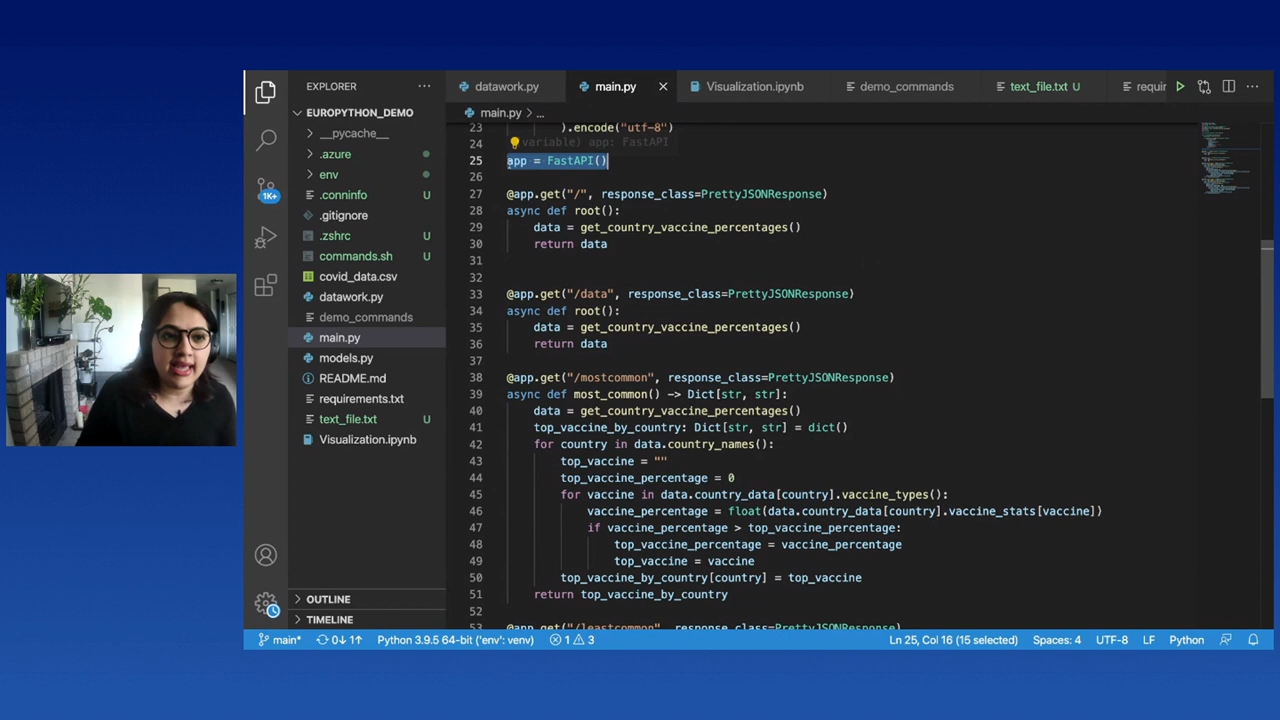 EXPLORER
EUROPYTHON_DEMO
__pycache__
.azure
env
.conninfo
.gitignore
.zshrc
commands.sh
covid_data.csv
datawork.py
demo_commands
main.py
models.py
README.md
requirements.txt
text_file.txt
Visualization.ipynb
U
U
U
U
1K+
OUTLINE
TIMELINE
datawork.py
main.py
Visualization.ipynb
demo_commands
text_file.txt U
requir
main.py > ...
23 ).encode("utf-8")
24 variable) app: FastAPI
25 app = FastAPI()
26
27 @app.get("/", response_class=PrettyJSONResponse)
28 async def root():
29 data = get_country_vaccine_percentages()
30 return data
31
32
33 @app.get("/data", response_class=PrettyJSONResponse)
34 async def root():
35 data = get_country_vaccine_percentages()
36 return data
37
38 @app.get("/mostcommon", response_class=PrettyJSONResponse)
39 async def most_common() -> Dict[str, str]:
40 data = get_country_vaccine_percentages()
41 top_vaccine_by_country: Dict[str, str] = dict()
42 for country in data.country_names():
43 top_vaccine = ""
44 top_vaccine_percentage = 0
45 for vaccine in data.country_data[country].vaccine_types():
46 vaccine_percentage = float(data.country_data[country].vaccine_stats[vaccine])
47 if vaccine_percentage > top_vaccine_percentage:
48 top_vaccine_percentage = vaccine_percentage
49 top_vaccine = vaccine
50 top_vaccine_by_country[country] = top_vaccine
51 return top_vaccine_by_country
52
53 @app.get("/leastcommon", response_class=PrettyJSONResponse)
main* 0↓ 1↑ Python 3.9.5 64-bit ('env': venv) 1 3 Ln 25, Col 16 (15 selected) Spaces: 4 UTF-8 LF Python